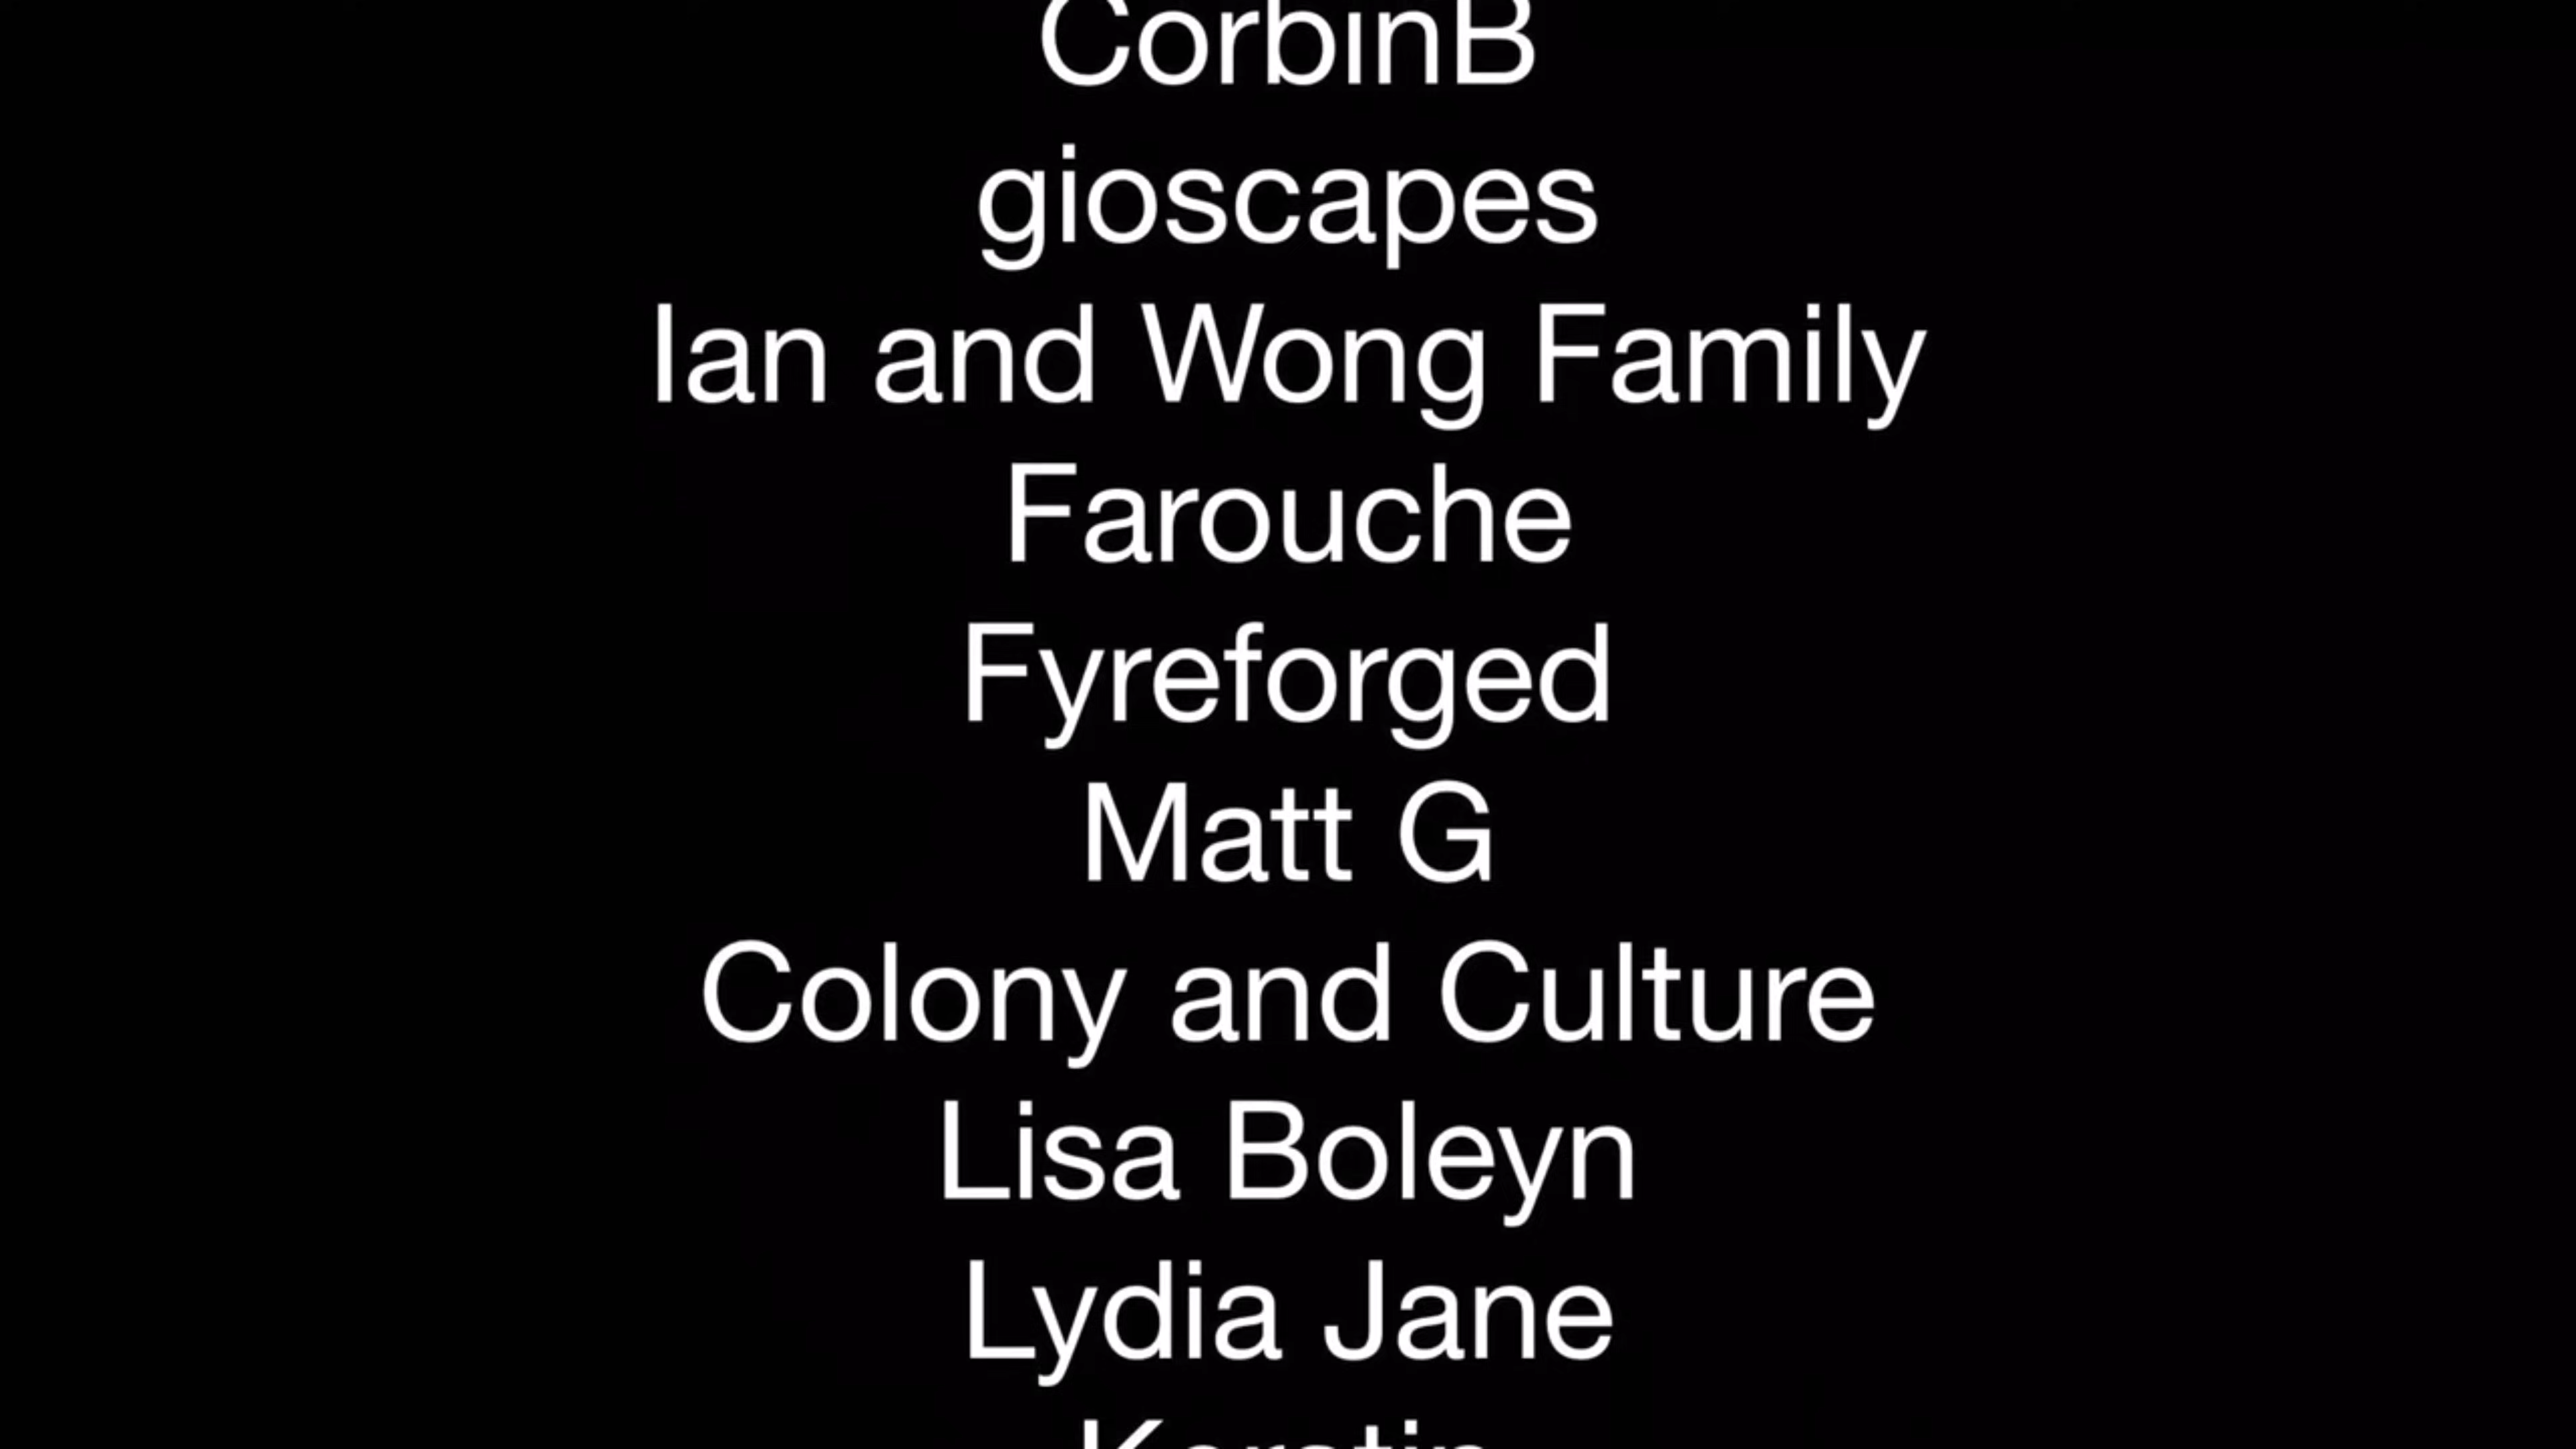 CorbinB
gioscapes
Ian and Wong Family
Farouche
Fyreforged
Matt G
Colony and Culture
Lisa Boleyn
Lydia Jane